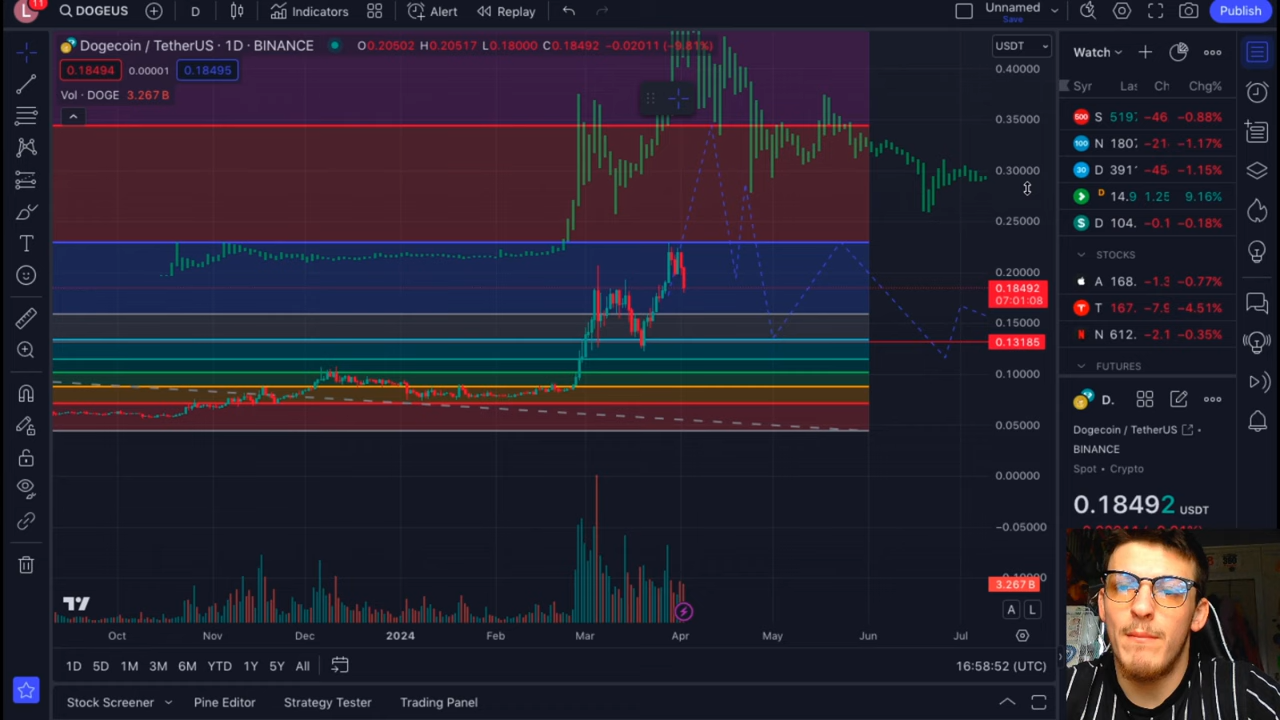 L 11 DOGEUS D Indicators Alert Replay Unnamed Save Publish
Dogecoin / TetherUS · 1D · BINANCE O0.20502 H0.20517 L0.18000 C0.18492 −0.02011 (−9.81%)
0.18494 0.00001 0.18495
Vol · DOGE 3.267 B
USDT
0.40000
0.35000
0.30000
0.25000
0.20000
0.18492
07:01:08
0.15000
0.13185
0.10000
0.05000
0.00000
−0.05000
3.267 B
A L
Oct Nov Dec 2024 Feb Mar Apr May Jun Jul
1D 5D 1M 3M 6M YTD 1Y 5Y All 16:58:52 (UTC)
Stock Screener Pine Editor Strategy Tester Trading Panel
Watch
Syr Las Ch Chg%
500 S 519 −46 −0.88%
100 N 180 −21 −1.17%
30 D 391 −45 −1.15%
D 14.9 1.25 9.16%
$ D 104. −0.1 −0.18%
STOCKS
A 168. −1.3 −0.77%
T 167. −7.9 −4.51%
N 612. −2.1 −0.35%
FUTURES
D.
Dogecoin / TetherUS
BINANCE
Spot • Crypto
0.18492 USDT